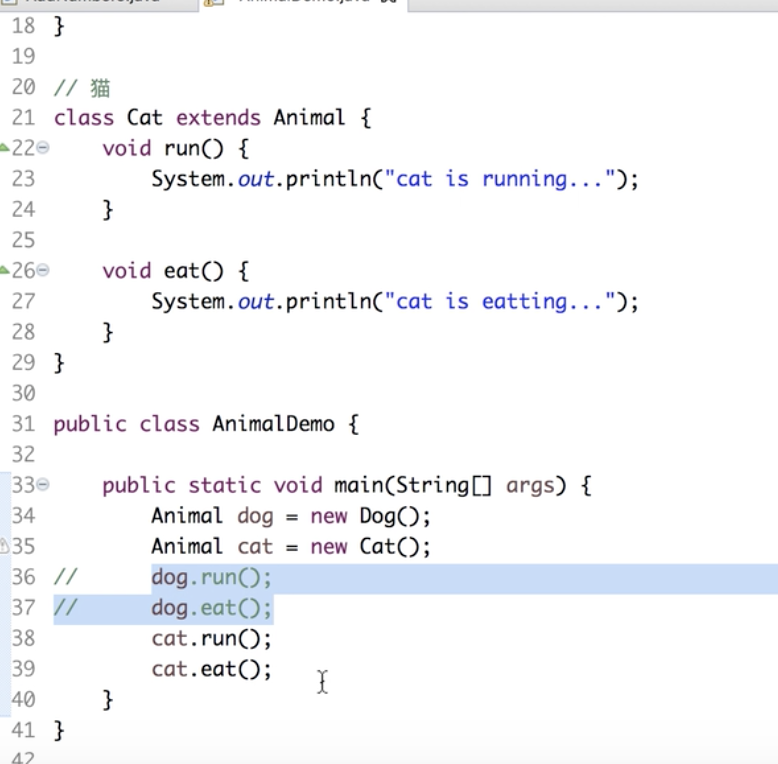 18 }
19
20 // 猫
21 class Cat extends Animal {
22 void run() {
23 System.out.println("cat is running...");
24 }
25
26 void eat() {
27 System.out.println("cat is eatting...");
28 }
29 }
30
31 public class AnimalDemo {
32
33 public static void main(String[] args) {
34 Animal dog = new Dog();
35 Animal cat = new Cat();
36 // dog.run();
37 // dog.eat();
38 cat.run();
39 cat.eat();
40 }
41 }
42